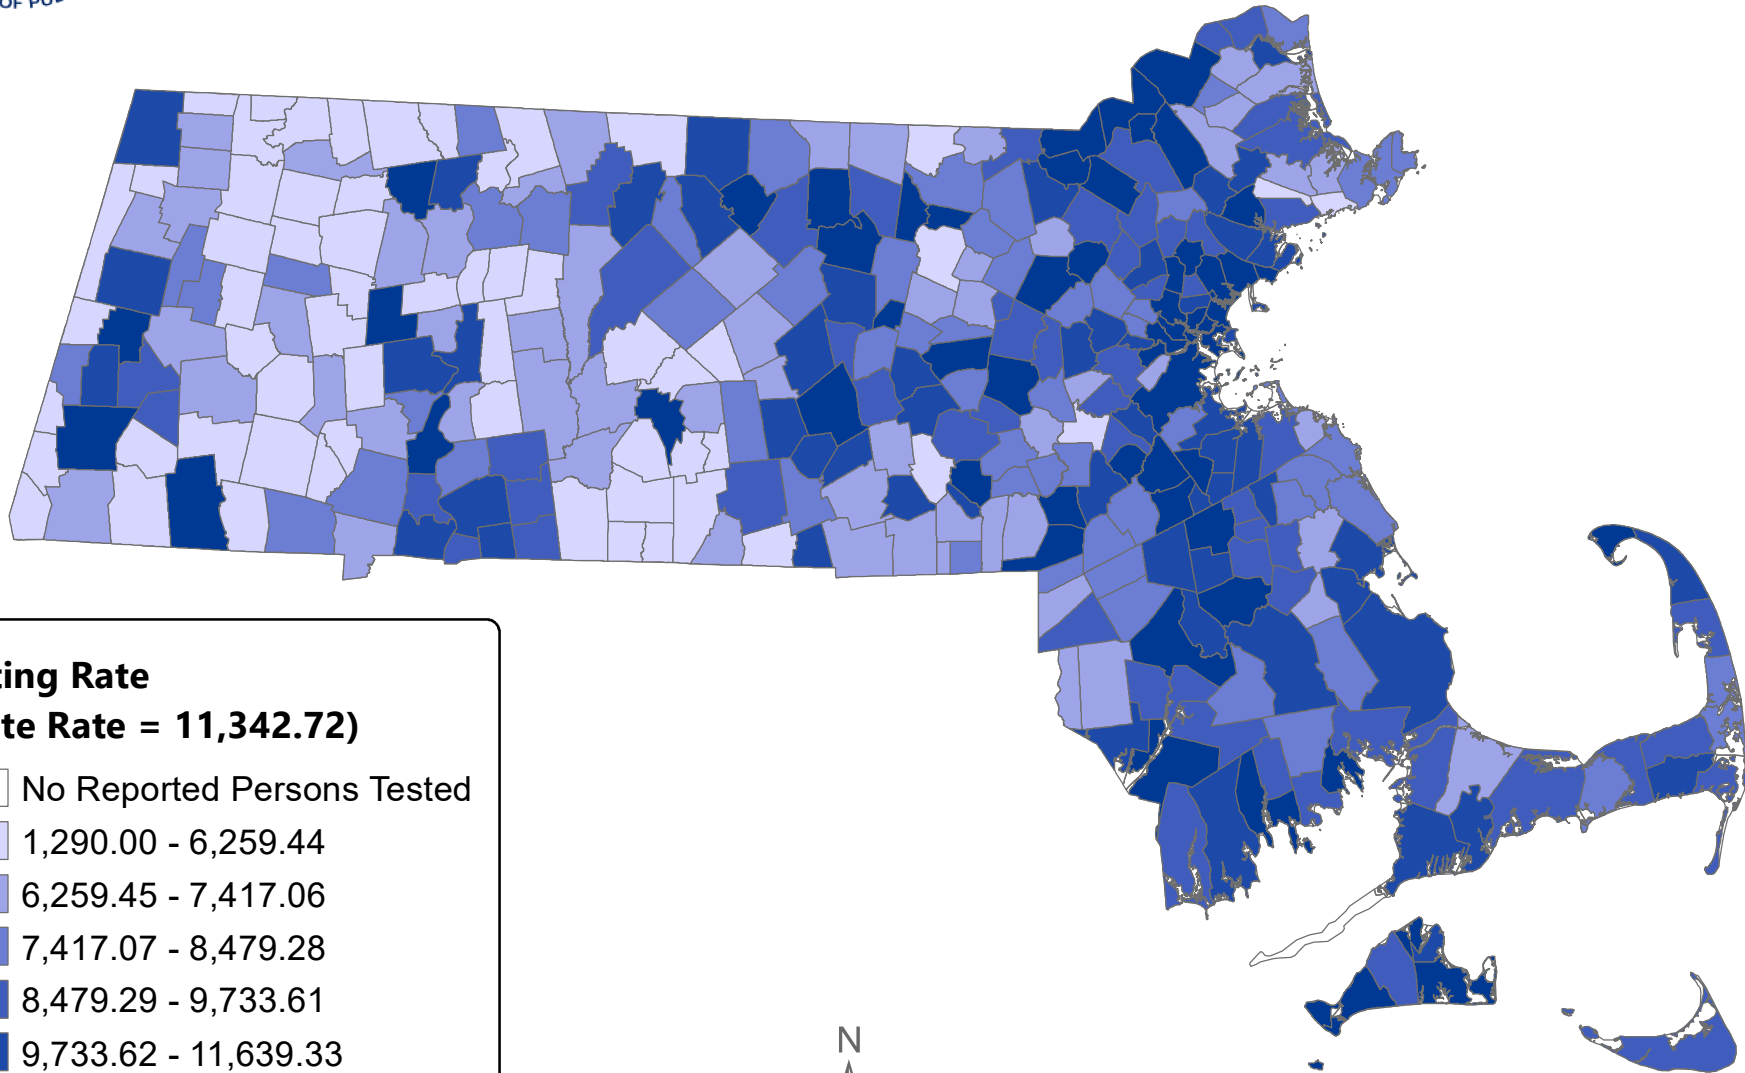 OF PU
ting Rate
te Rate = 11,342.72)
No Reported Persons Tested
1,290.00 - 6,259.44
6,259.45 - 7,417.06
7,417.07 - 8,479.28
8,479.29 - 9,733.61
9,733.62 - 11,639.33
N